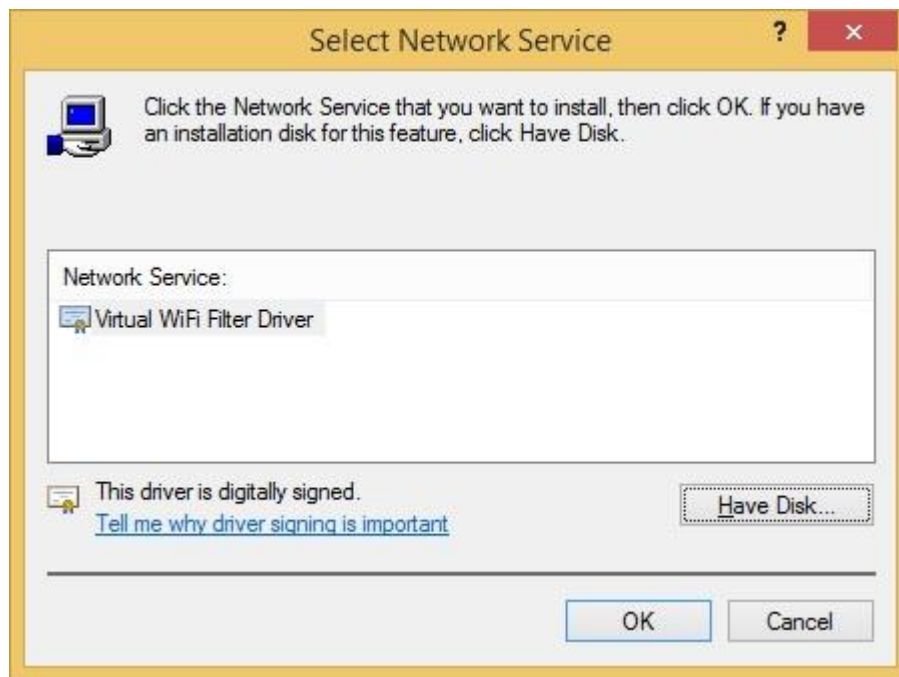 Select Network Service
?
Click the Network Service that you want to install, then click OK. If you have
an installation disk for this feature, click Have Disk.
Network Service:
Virtual WiFi Filter Driver
This driver is digitally signed.
Tell me why driver signing is important
Have Disk...
OK
Cancel